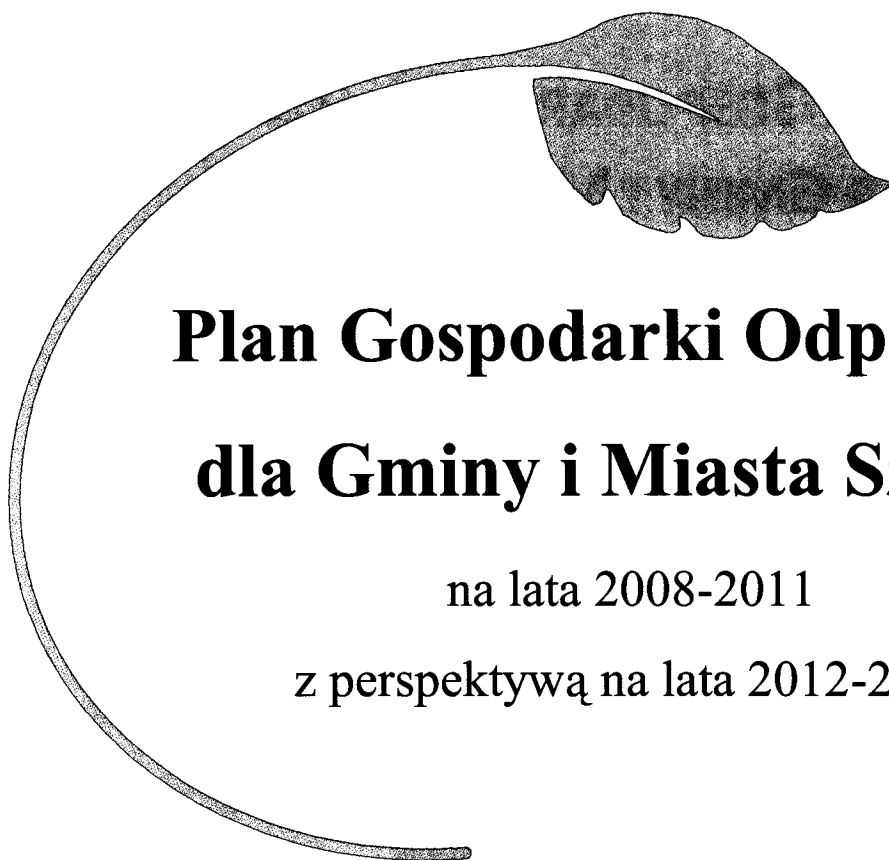 Plan Gospodarki Odp
dla Gminy i Miasta S
na lata 2008-2011
z perspektywą na lata 2012-2